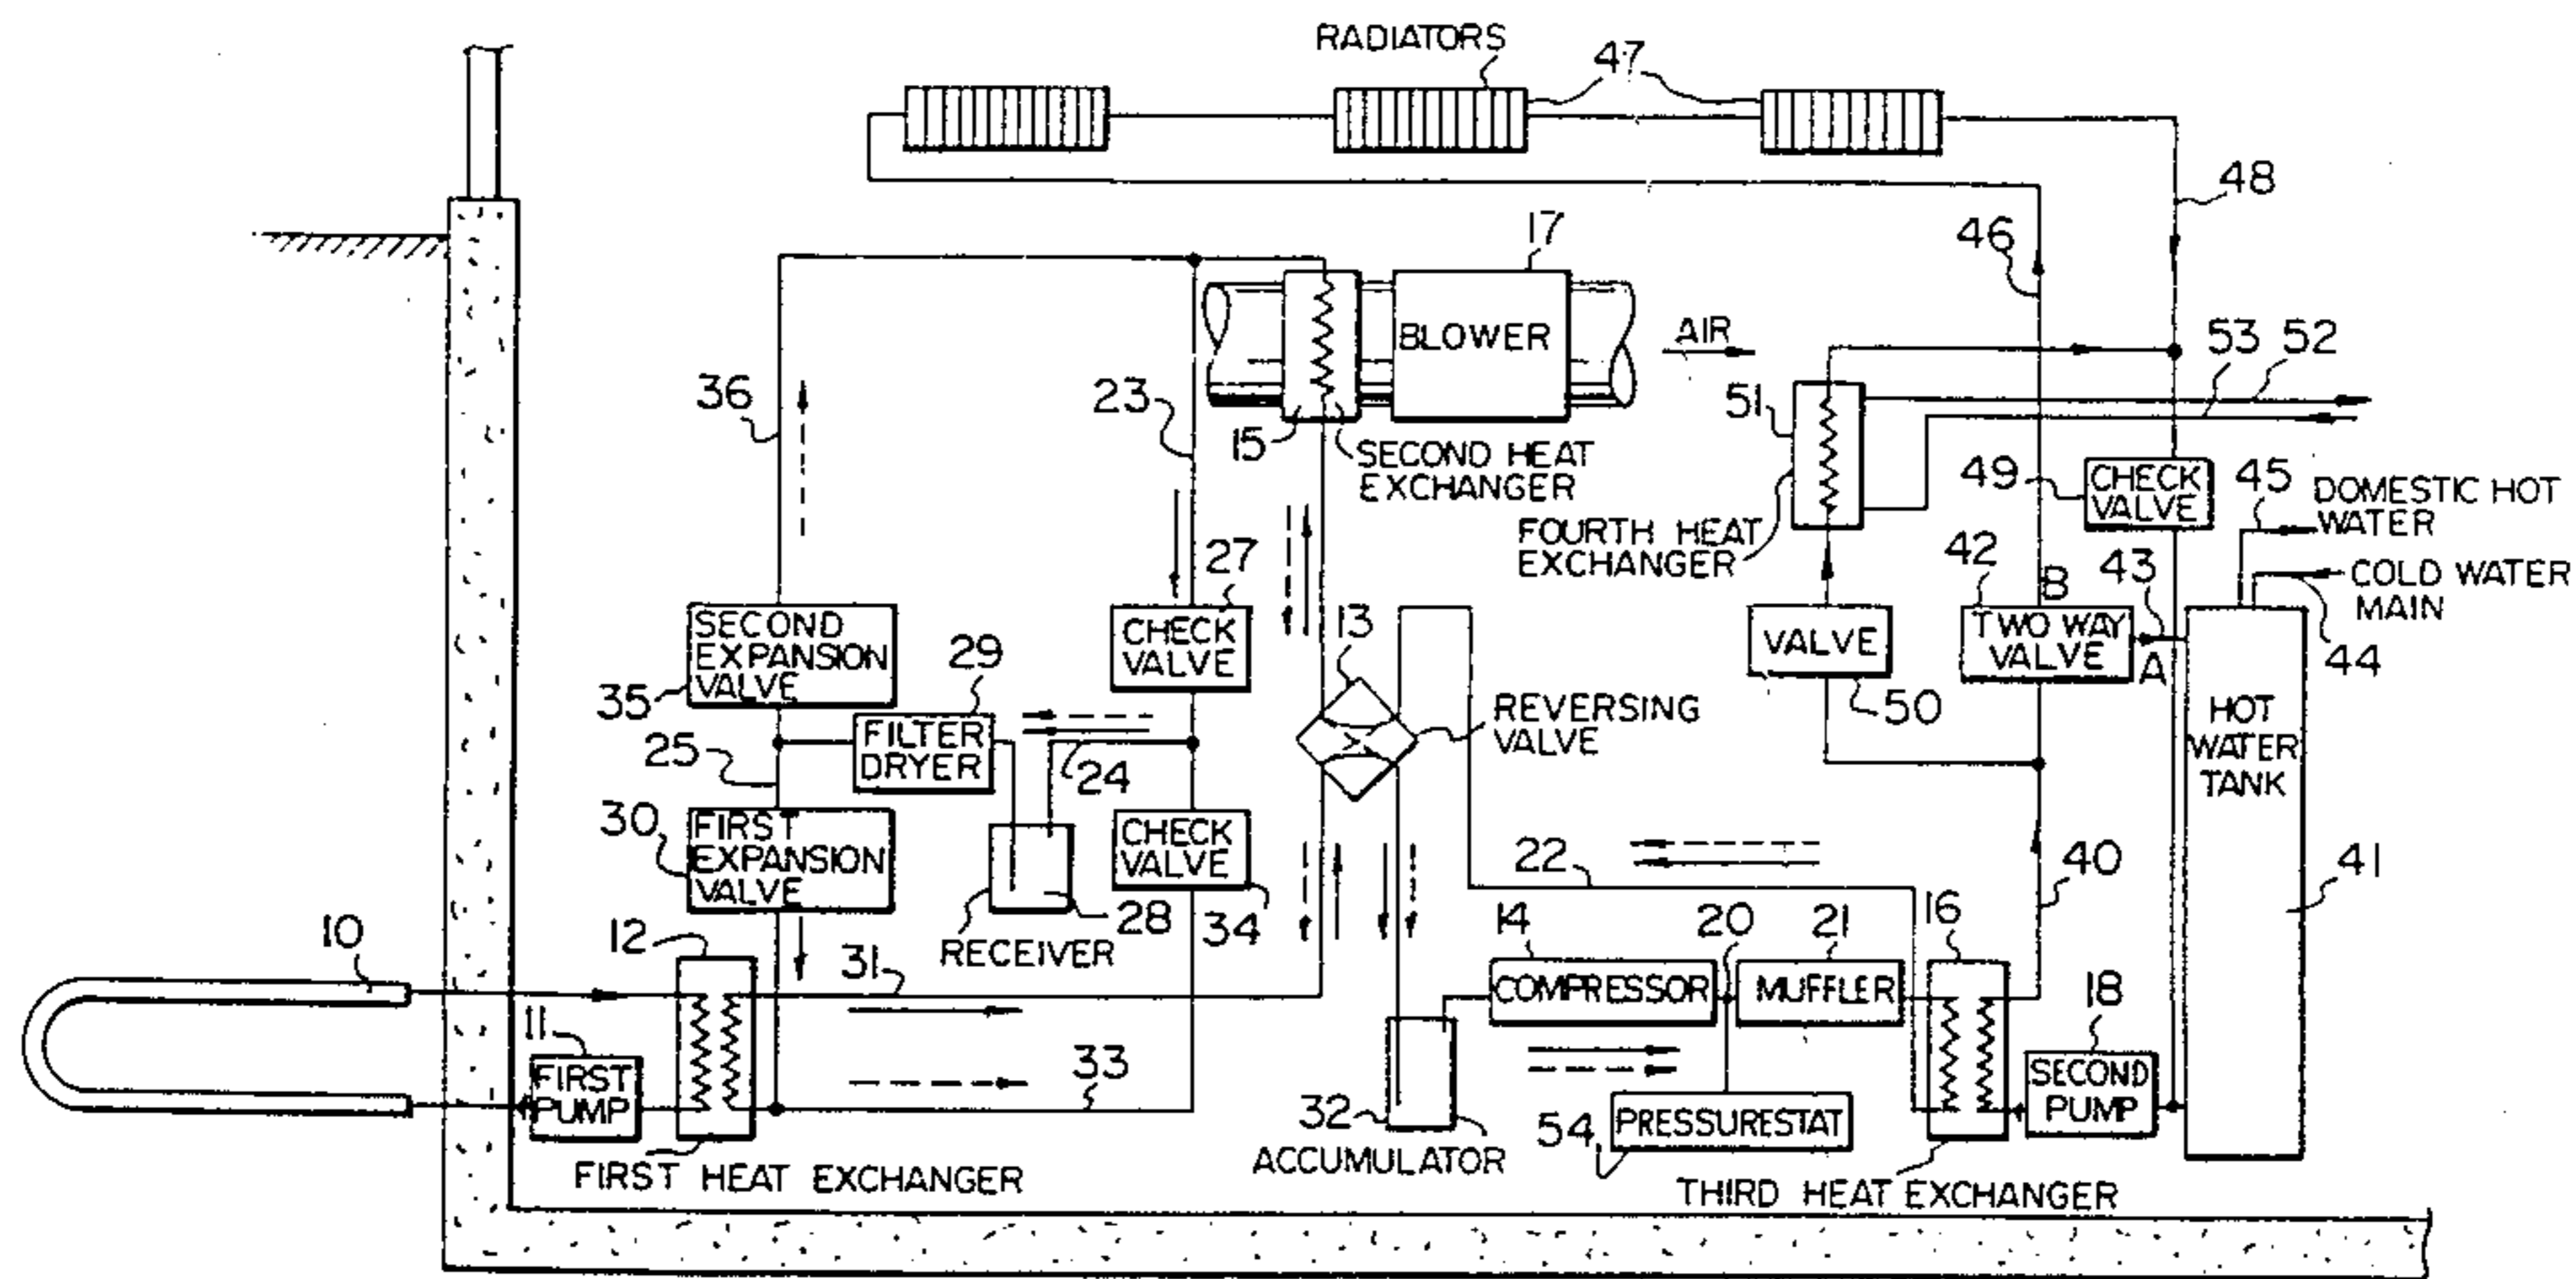 RADIATORS
47
48
46
17
BLOWER
AIR
53
52
36
23
15
SECOND HEAT
EXCHANGER
51
FOURTH HEAT
EXCHANGER
49
CHECK
VALVE
45
DOMESTIC HOT
WATER
COLD WATER
MAIN
44
42
B
43
TWO WAY
VALVE
A
27
CHECK
VALVE
13
REVERSING
VALVE
VALVE
50
HOT
WATER
TANK
41
SECOND
EXPANSION
VALVE
35
29
FILTER
DRYER
24
25
30
FIRST
EXPANSION
VALVE
RECEIVER
28
CHECK
VALVE
34
22
40
10
12
31
14
COMPRESSOR
20
21
MUFFLER
16
18
SECOND
PUMP
11
FIRST
PUMP
33
32
ACCUMULATOR
54
PRESSURESTAT
FIRST HEAT EXCHANGER
THIRD HEAT EXCHANGER